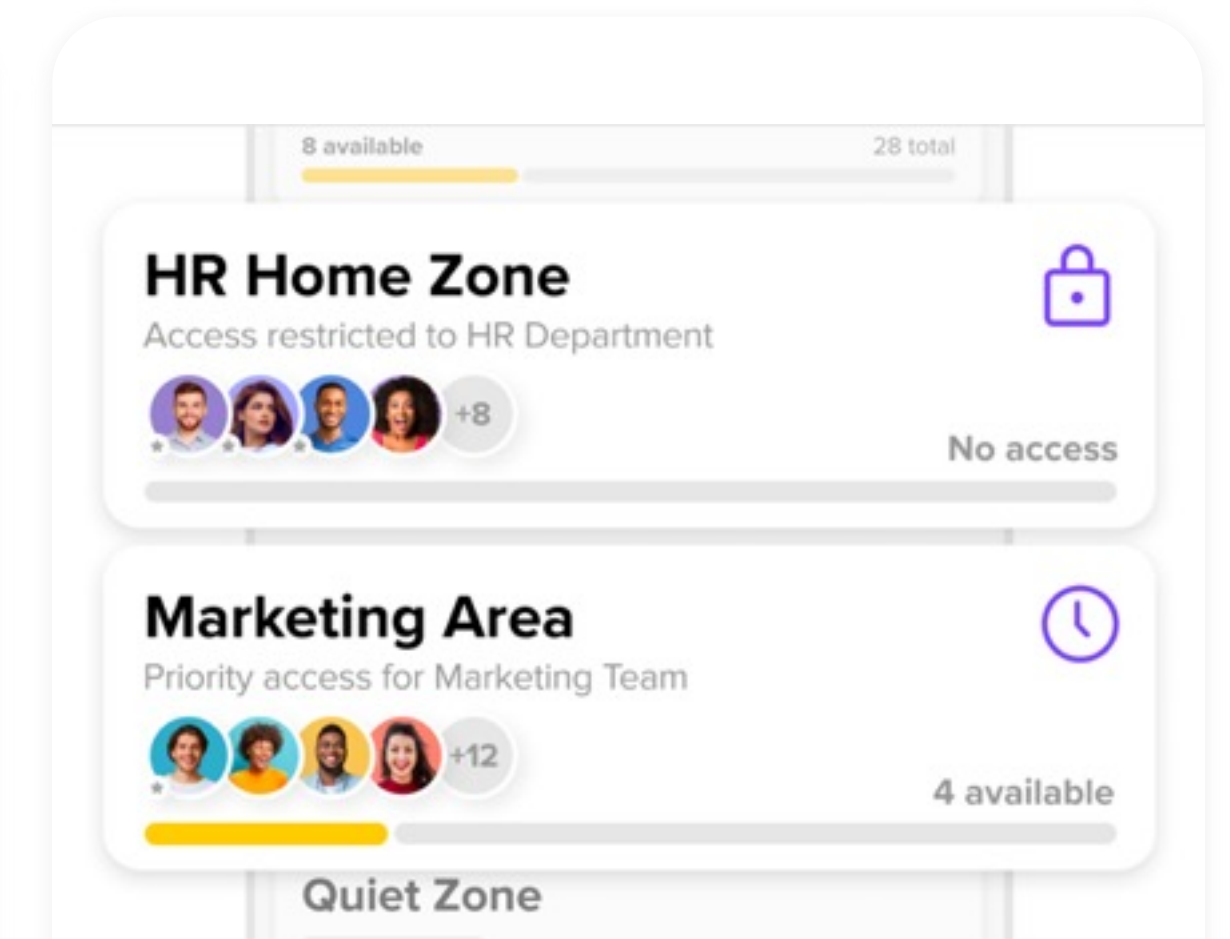 8 available 28 total
HR Home Zone
Access restricted to HR Department
+8
No access
Marketing Area
Priority access for Marketing Team
+12
4 available
Quiet Zone